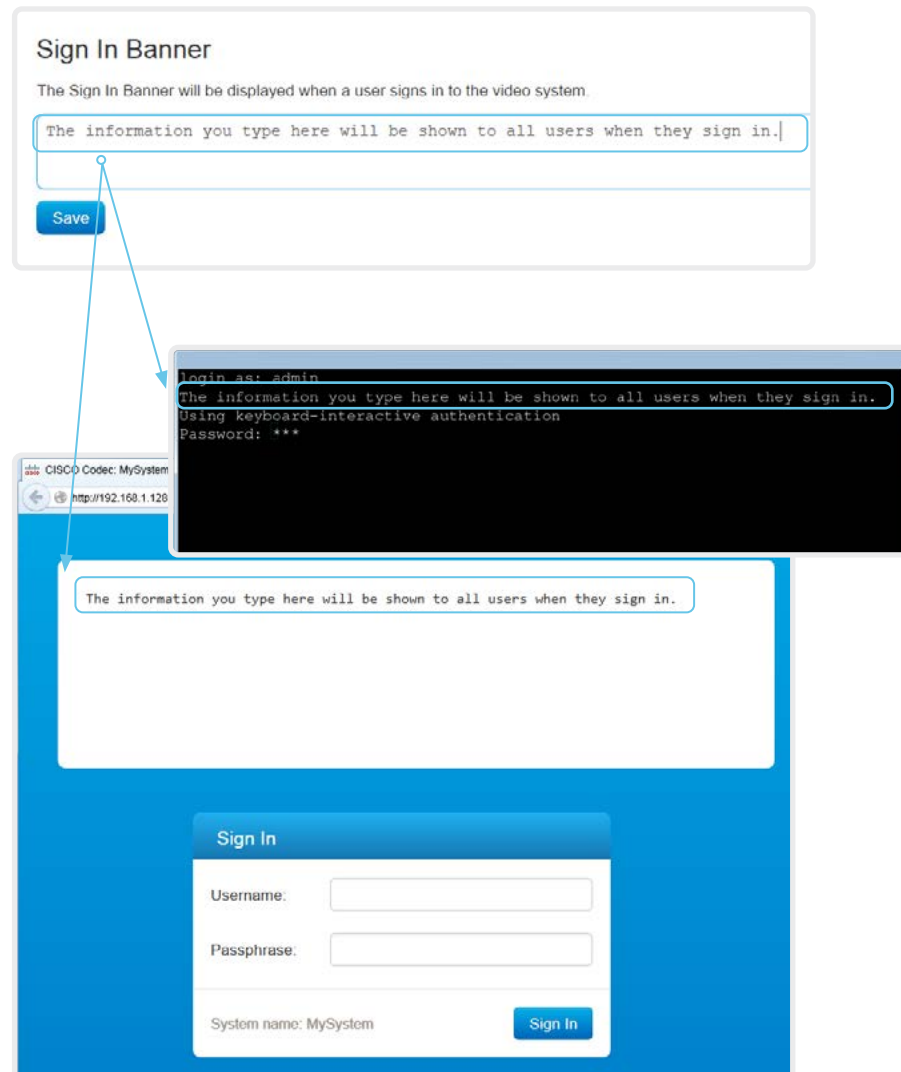 Sign In Banner
The Sign In Banner will be displayed when a user signs in to the video system.
The information you type here will be shown to all users when they sign in.
Save
login as: admin
The information you type here will be shown to all users when they sign in.
Using keyboard-interactive authentication
Password: ***
CISCO Codec: MySystem
http://192.168.1.128
The information you type here will be shown to all users when they sign in.
Sign In
Username:
Passphrase:
System name: MySystem
Sign In